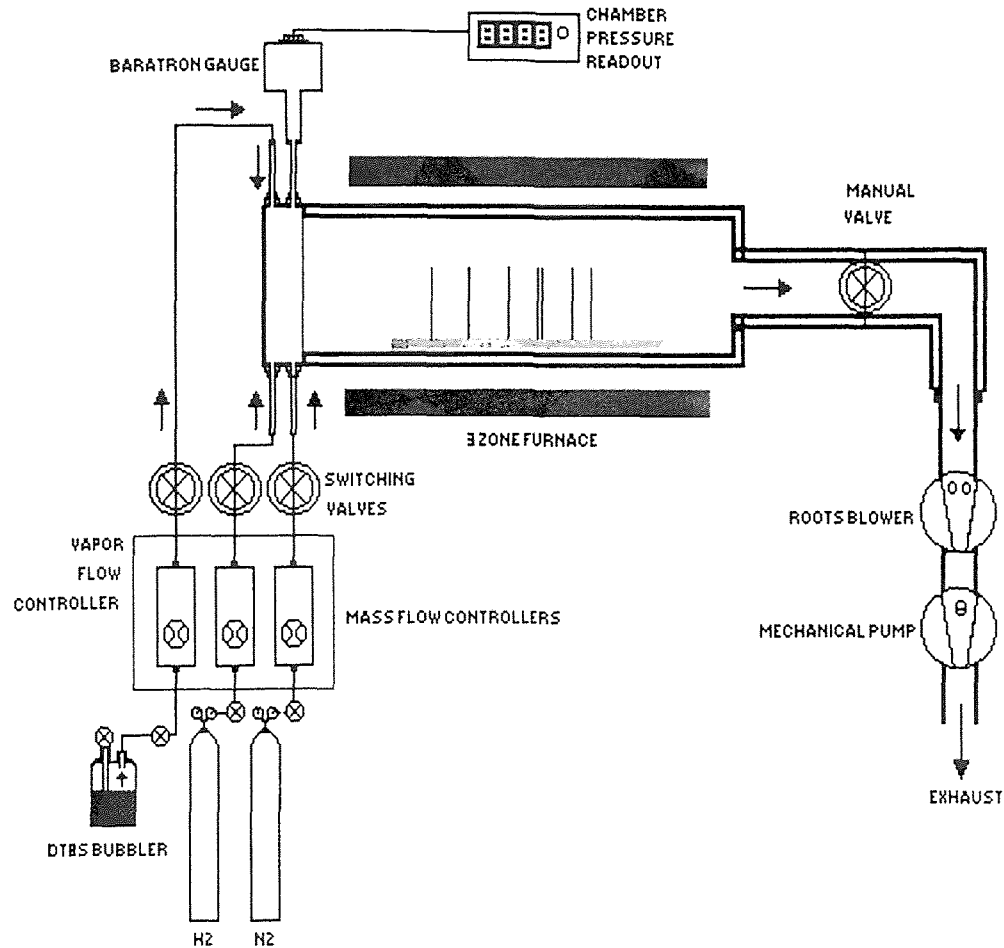 CHAMBER
PRESSURE
READOUT
BARATRON GAUGE
MANUAL
VALVE
3 ZONE FURNACE
SWITCHING
VALVES
ROOTS BLOWER
VAPOR
FLOW
CONTROLLER
MASS FLOW CONTROLLERS
MECHANICAL PUMP
EXHAUST
DTBS BUBBLER
H2
N2